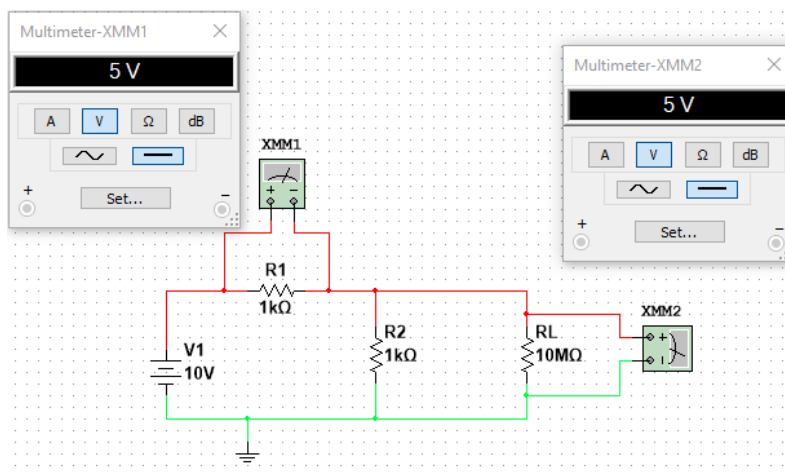 Multimeter-XMM1
5 V
A V Ω dB
+ Set... −
Multimeter-XMM2
5 V
A V Ω dB
+ Set... −
XMM1
+ −
R1
1kΩ
V1
10V
R2
1kΩ
RL
10MΩ
XMM2
+
−